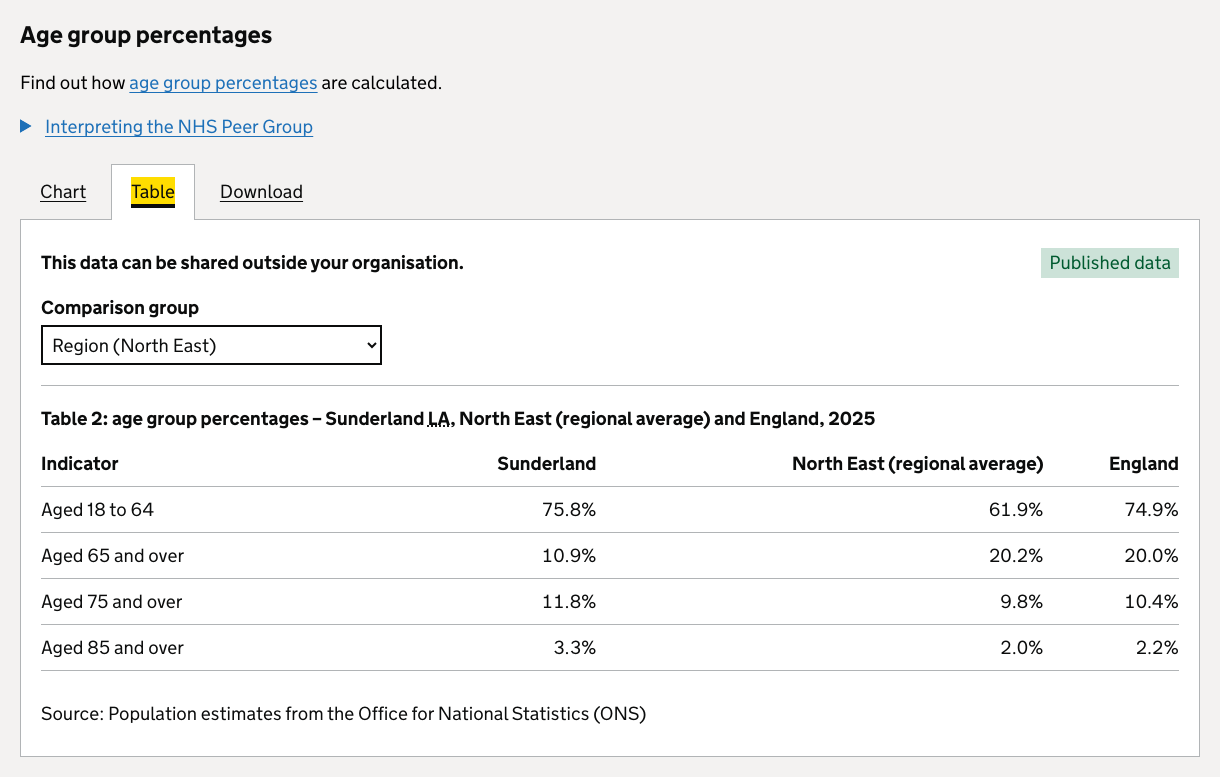 Age group percentages
Find out how age group percentages are calculated.
Interpreting the NHS Peer Group
Chart
Table
Download
This data can be shared outside your organisation.
Published data
Comparison group
Region (North East)
Table 2: age group percentages – Sunderland LA, North East (regional average) and England, 2025
Indicator Sunderland North East (regional average) England
Aged 18 to 64 75.8% 61.9% 74.9%
Aged 65 and over 10.9% 20.2% 20.0%
Aged 75 and over 11.8% 9.8% 10.4%
Aged 85 and over 3.3% 2.0% 2.2%
Source: Population estimates from the Office for National Statistics (ONS)